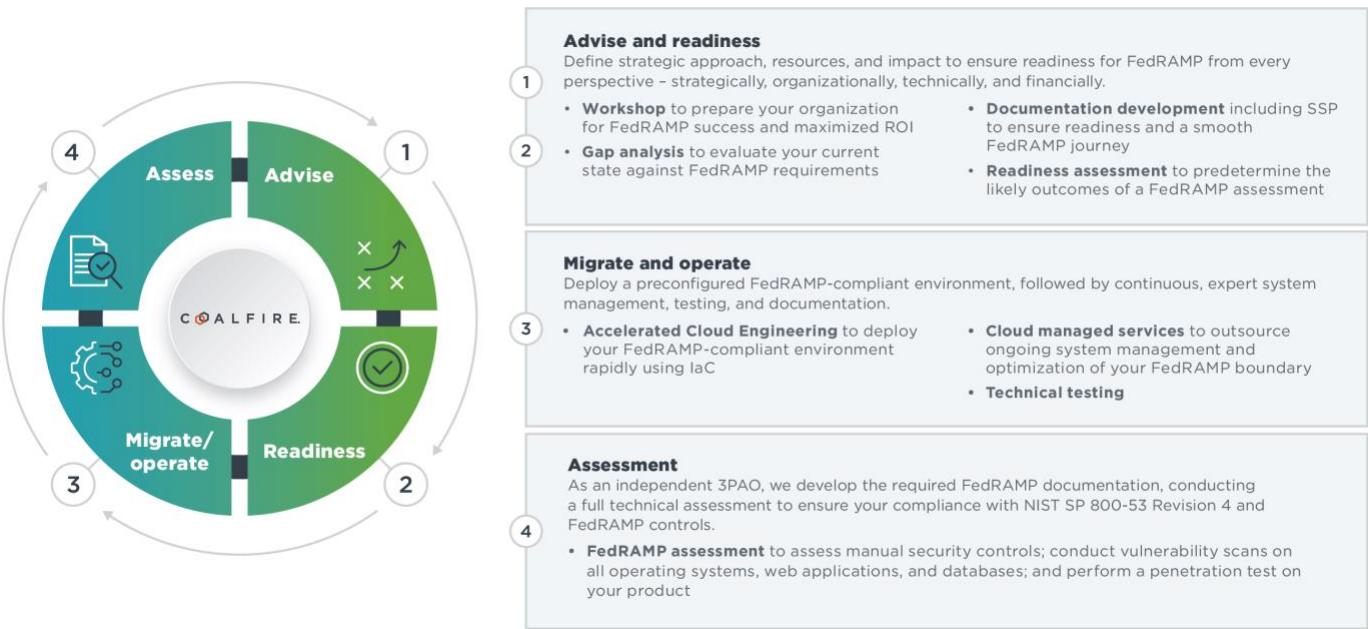 4
1
Assess
Advise
COALFIRE.
Migrate/
operate
Readiness
3
2
1
2
Advise and readiness
Define strategic approach, resources, and impact to ensure readiness for FedRAMP from every
perspective – strategically, organizationally, technically, and financially.
• Workshop to prepare your organization
for FedRAMP success and maximized ROI
• Gap analysis to evaluate your current
state against FedRAMP requirements
• Documentation development including SSP
to ensure readiness and a smooth
FedRAMP journey
• Readiness assessment to predetermine the
likely outcomes of a FedRAMP assessment
3
Migrate and operate
Deploy a preconfigured FedRAMP-compliant environment, followed by continuous, expert system
management, testing, and documentation.
• Accelerated Cloud Engineering to deploy
your FedRAMP-compliant environment
rapidly using IaC
• Cloud managed services to outsource
ongoing system management and
optimization of your FedRAMP boundary
• Technical testing
4
Assessment
As an independent 3PAO, we develop the required FedRAMP documentation, conducting
a full technical assessment to ensure your compliance with NIST SP 800-53 Revision 4 and
FedRAMP controls.
• FedRAMP assessment to assess manual security controls; conduct vulnerability scans on
all operating systems, web applications, and databases; and perform a penetration test on
your product